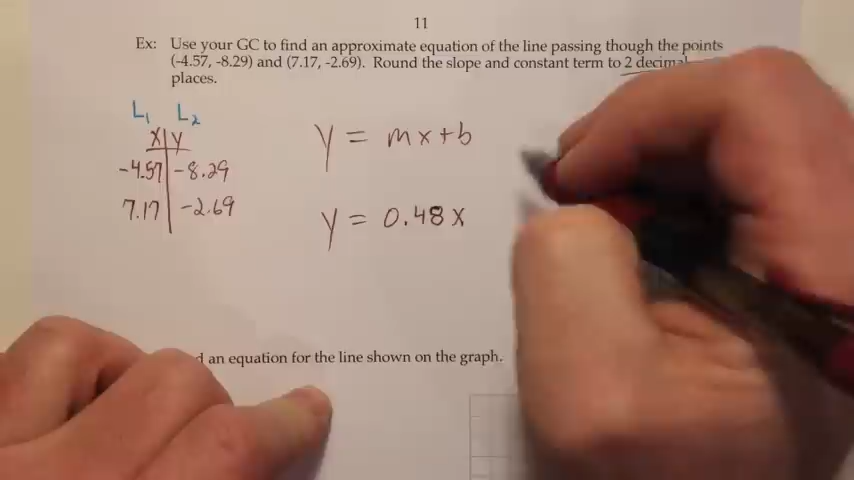 11
Ex: Use your GC to find an approximate equation of the line passing though the points
(-4.57, -8.29) and (7.17, -2.69). Round the slope and constant term to 2 decimal
places.
L₁ L₂
X Y
-4.57 -8.29
7.17 -2.69
y = mx+b
y = 0.48x
an equation for the line shown on the graph.